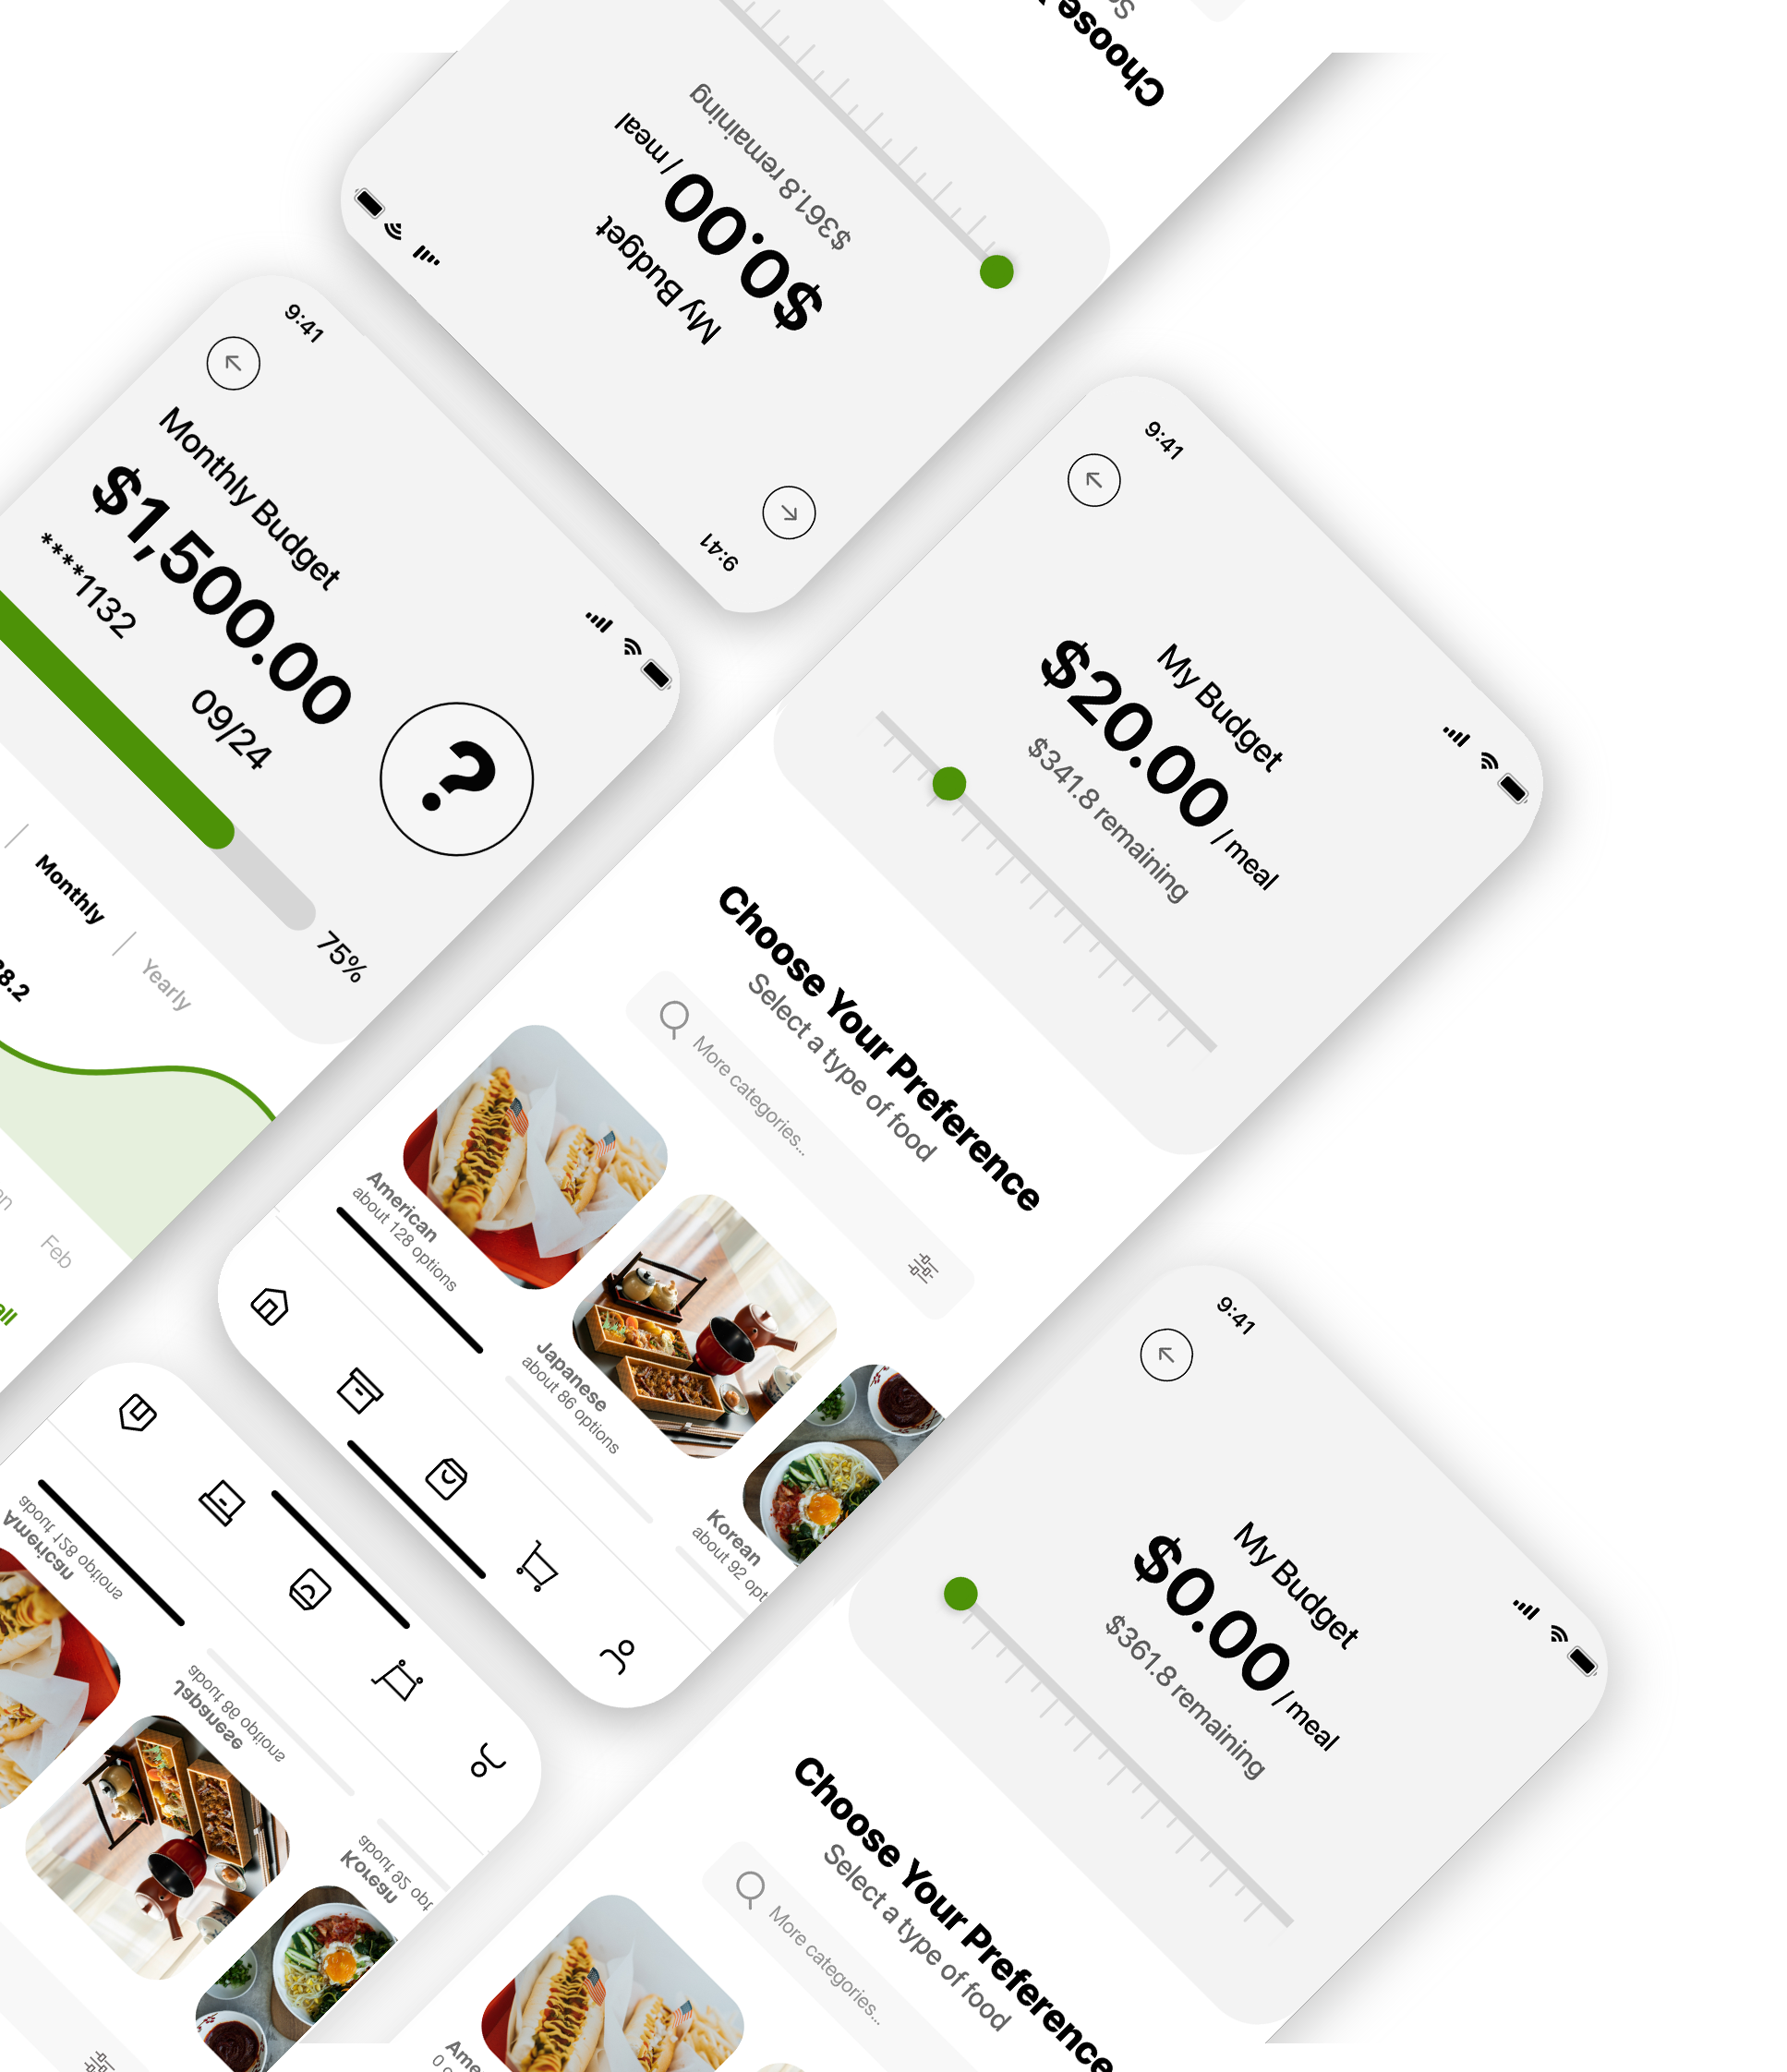 Choose
9:41
My Budget
$0.00 / meal
$361.8 remaining
9:41
Monthly Budget
$1,500.00
****1132
09/24
?
75%
Monthly
Yearly
8.2
Feb
9:41
My Budget
$20.00 / meal
$341.8 remaining
Choose Your Preference
Select a type of food
More categories...
American
about 128 options
Japanese
about 86 options
Korean
about 92 opt
American
about 128 options
Japanese
about 86 options
Korean
about 92 opt
9:41
My Budget
$0.00 / meal
$361.8 remaining
Choose Your Preference
Select a type of food
More categories...
Ame